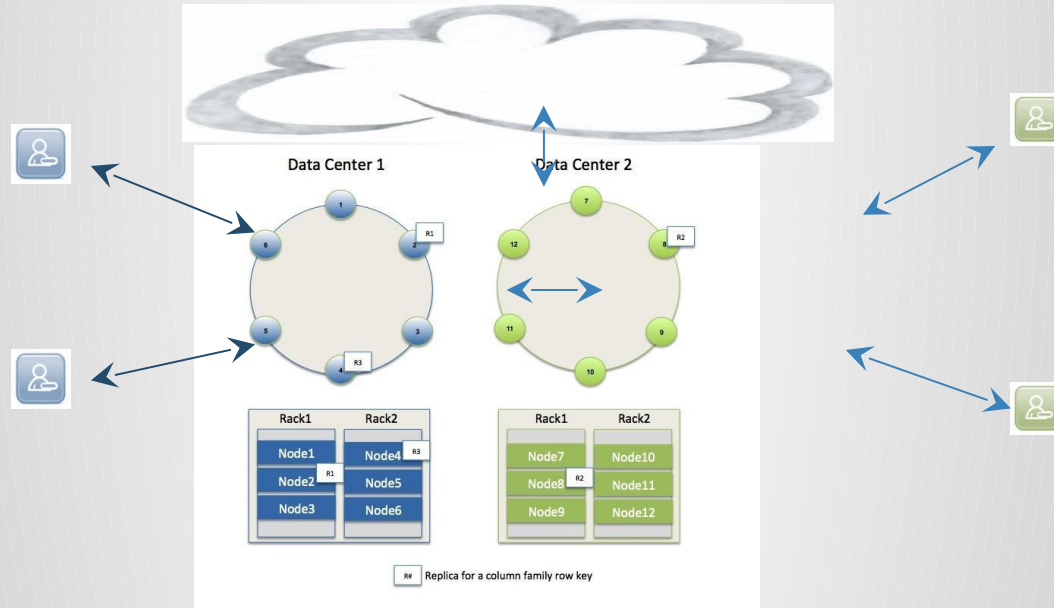 Data Center 1
Data Center 2
1
7
R1
R2
6
2
12
8
5
3
11
9
R3
4
10
Rack1 Rack2
Rack1 Rack2
Node1
Node4
R3
Node7
Node10
R1
R2
Node2
Node5
Node8
Node11
Node3
Node6
Node9
Node12
R# Replica for a column family row key